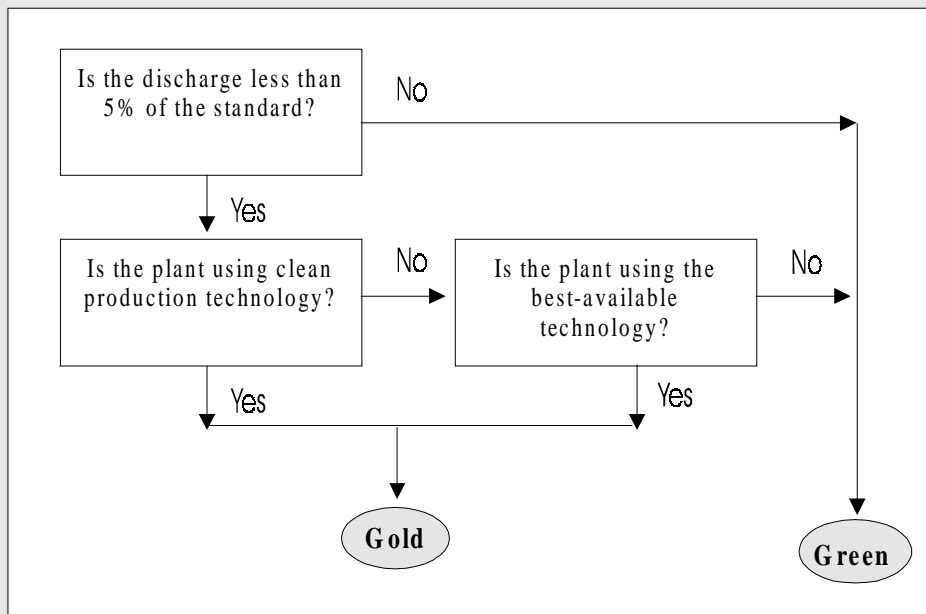 Is the discharge less than
5% of the standard?
No
Yes
Is the plant using clean
production technology?
No
Is the plant using the
best-available
technology?
No
Yes
Yes
Gold
Green